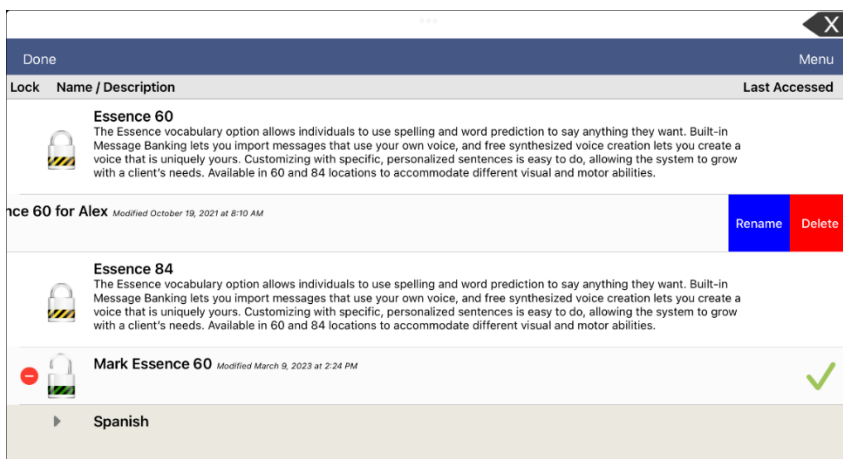 X
Done Menu
Lock Name / Description Last Accessed
Essence 60
The Essence vocabulary option allows individuals to use spelling and word prediction to say anything they want. Built-in
Message Banking lets you import messages that use your own voice, and free synthesized voice creation lets you create a
voice that is uniquely yours. Customizing with specific, personalized sentences is easy to do, allowing the system to grow
with a client's needs. Available in 60 and 84 locations to accommodate different visual and motor abilities.
nce 60 for Alex Modified October 19, 2021 at 8:10 AM
Rename Delete
Essence 84
The Essence vocabulary option allows individuals to use spelling and word prediction to say anything they want. Built-in
Message Banking lets you import messages that use your own voice, and free synthesized voice creation lets you create a
voice that is uniquely yours. Customizing with specific, personalized sentences is easy to do, allowing the system to grow
with a client's needs. Available in 60 and 84 locations to accommodate different visual and motor abilities.
Mark Essence 60 Modified March 9, 2023 at 2:24 PM
Spanish